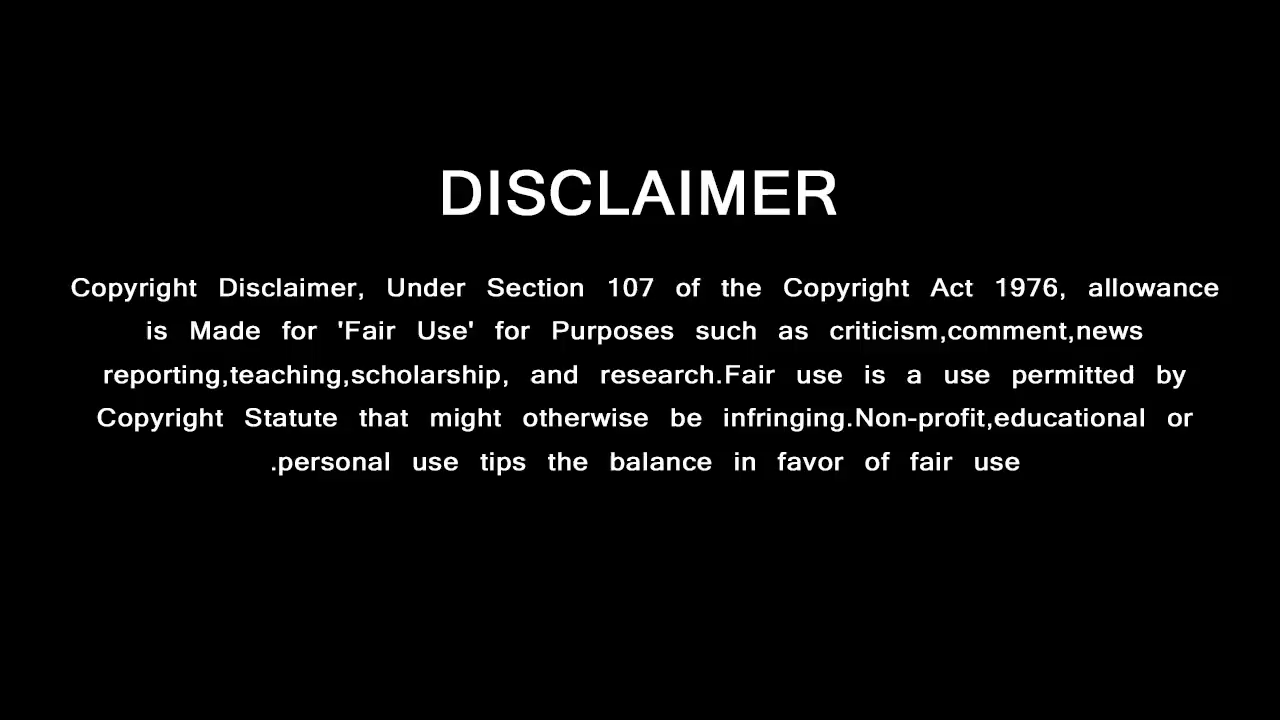 DISCLAIMER
Copyright Disclaimer, Under Section 107 of the Copyright Act 1976, allowance
is Made for 'Fair Use' for Purposes such as criticism,comment,news
reporting,teaching,scholarship, and research.Fair use is a use permitted by
Copyright Statute that might otherwise be infringing.Non-profit,educational or
.personal use tips the balance in favor of fair use